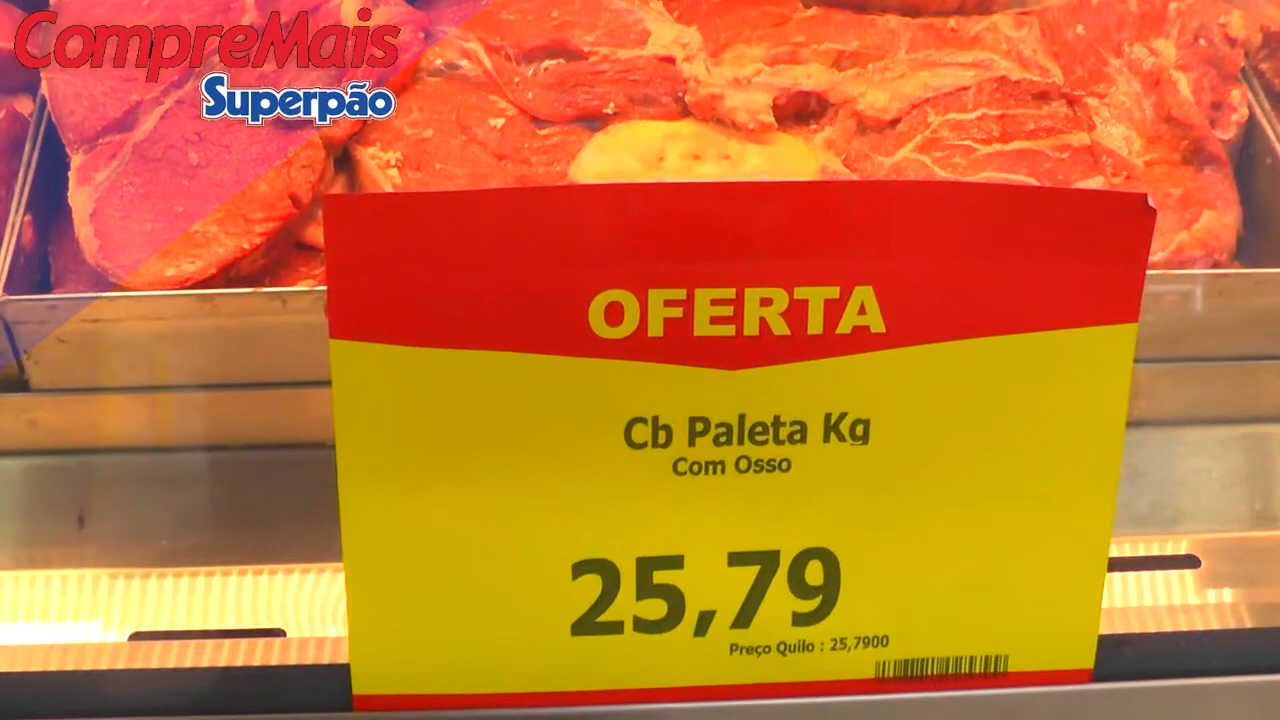 CompreMais
Superpão
OFERTA
Cb Paleta Kg
Com Osso
25,79
Preço Quilo : 25,7900